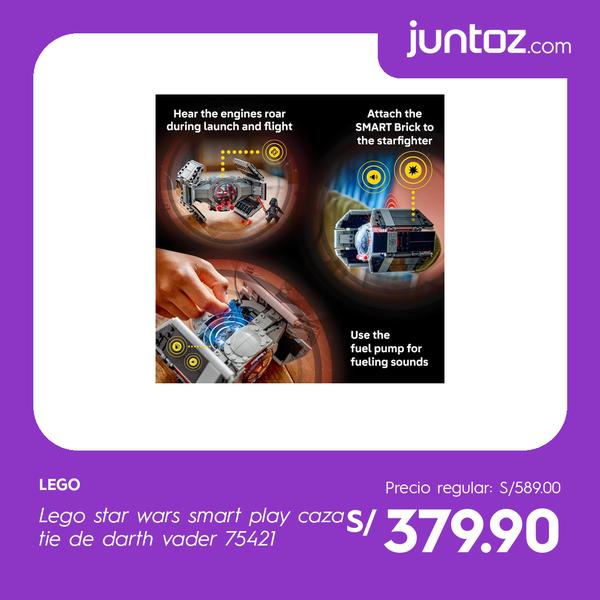 juntoz.com
Hear the engines roar
during launch and flight
Attach the
SMART Brick to
the starfighter
Use the
fuel pump for
fueling sounds
LEGO
Precio regular: S/589.00
Lego star wars smart play caza
tie de darth vader 75421
S/ 379.90